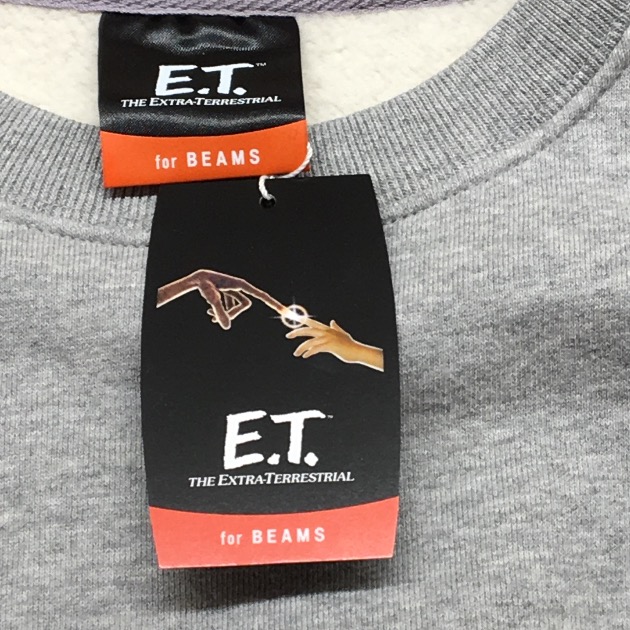 E.T.™
THE EXTRA-TERRESTRIAL
for BEAMS
E.T.™
THE EXTRA-TERRESTRIAL
for BEAMS